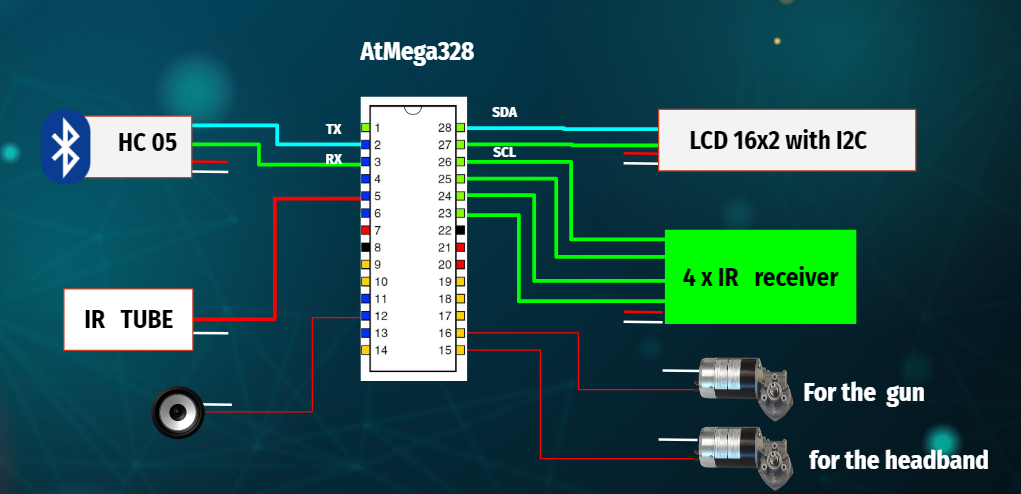 AtMega328
SDA
TX
HC 05
LCD 16x2 with I2C
RX
SCL
1 28
2 27
3 26
4 25
5 24
6 23
7 22
8 21
9 20
10 19
11 18
12 17
13 16
14 15
4 x IR receiver
IR TUBE
For the gun
for the headband